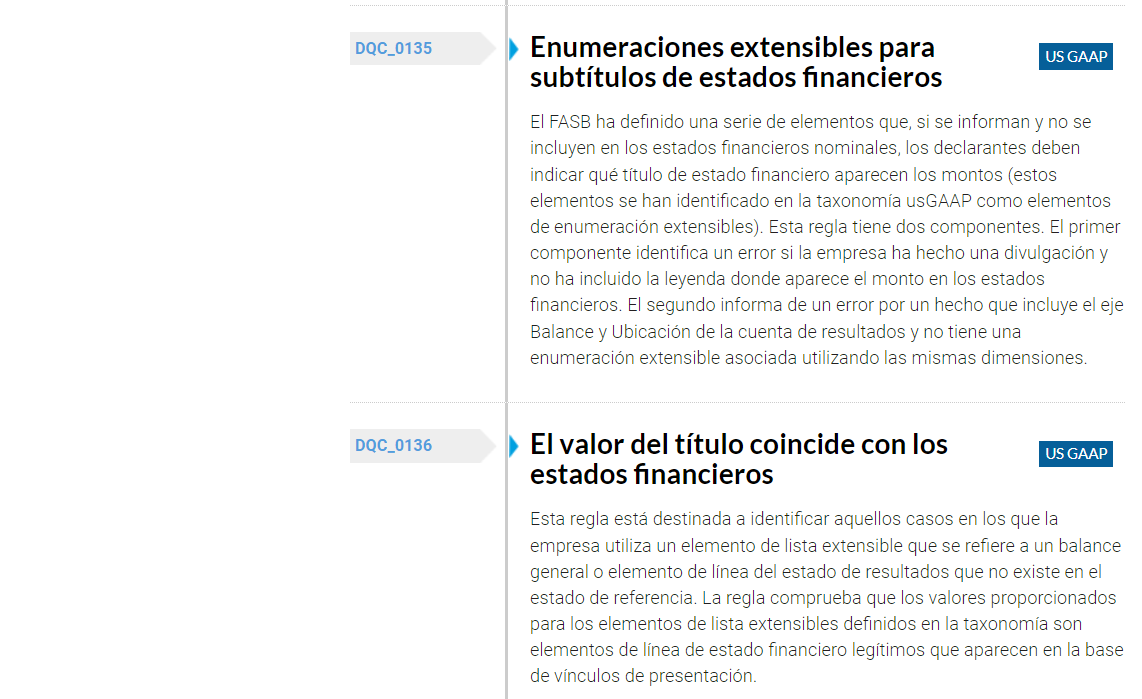 DQC_0135
Enumeraciones extensibles para
subtítulos de estados financieros
US GAAP
El FASB ha definido una serie de elementos que, si se informan y no se
incluyen en los estados financieros nominales, los declarantes deben
indicar qué título de estado financiero aparecen los montos (estos
elementos se han identificado en la taxonomía usGAAP como elementos
de enumeración extensibles). Esta regla tiene dos componentes. El primer
componente identifica un error si la empresa ha hecho una divulgación y
no ha incluido la leyenda donde aparece el monto en los estados
financieros. El segundo informa de un error por un hecho que incluye el eje
Balance y Ubicación de la cuenta de resultados y no tiene una
enumeración extensible asociada utilizando las mismas dimensiones.
DQC_0136
El valor del título coincide con los
estados financieros
US GAAP
Esta regla está destinada a identificar aquellos casos en los que la
empresa utiliza un elemento de lista extensible que se refiere a un balance
general o elemento de línea del estado de resultados que no existe en el
estado de referencia. La regla comprueba que los valores proporcionados
para los elementos de lista extensibles definidos en la taxonomía son
elementos de línea de estado financiero legítimos que aparecen en la base
de vínculos de presentación.